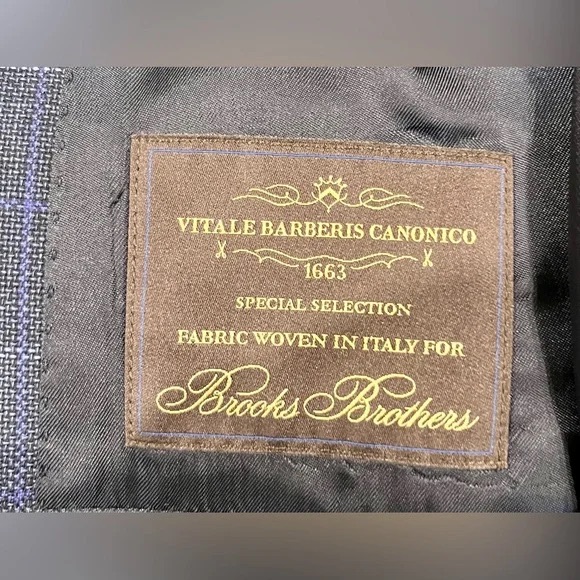 VITALE BARBERIS CANONICO
1663
SPECIAL SELECTION
FABRIC WOVEN IN ITALY FOR
Brooks Brothers